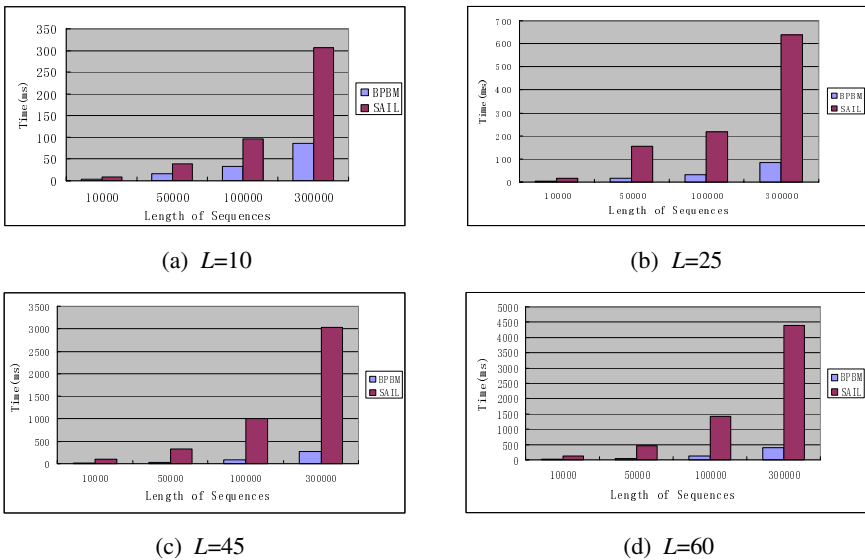 350
300
250
200
150
100
50
0
Time(ms)
10000 50000 100000 300000
Length of Sequences
BPBM
SAIL
(a) L=10
700
600
500
400
300
200
100
0
Time(ms)
10000 50000 100000 300000
Length of Sequences
BPBM
SAIL
(b) L=25
3500
3000
2500
2000
1500
1000
500
0
Time(ms)
10000 50000 100000 300000
Length of Sequences
BPBM
SAIL
(c) L=45
5000
4500
4000
3500
3000
2500
2000
1500
1000
500
0
Time(ms)
10000 50000 100000 300000
Length of Sequences
BPBM
SAIL
(d) L=60